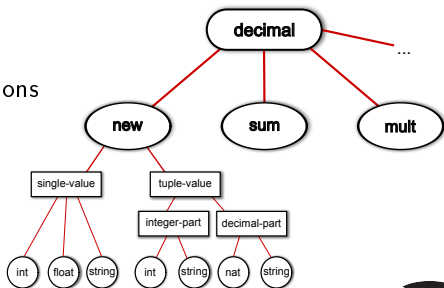 decimal
...
ons
new
sum
mult
single-value
tuple-value
integer-part
decimal-part
int
float
string
int
string
nat
string